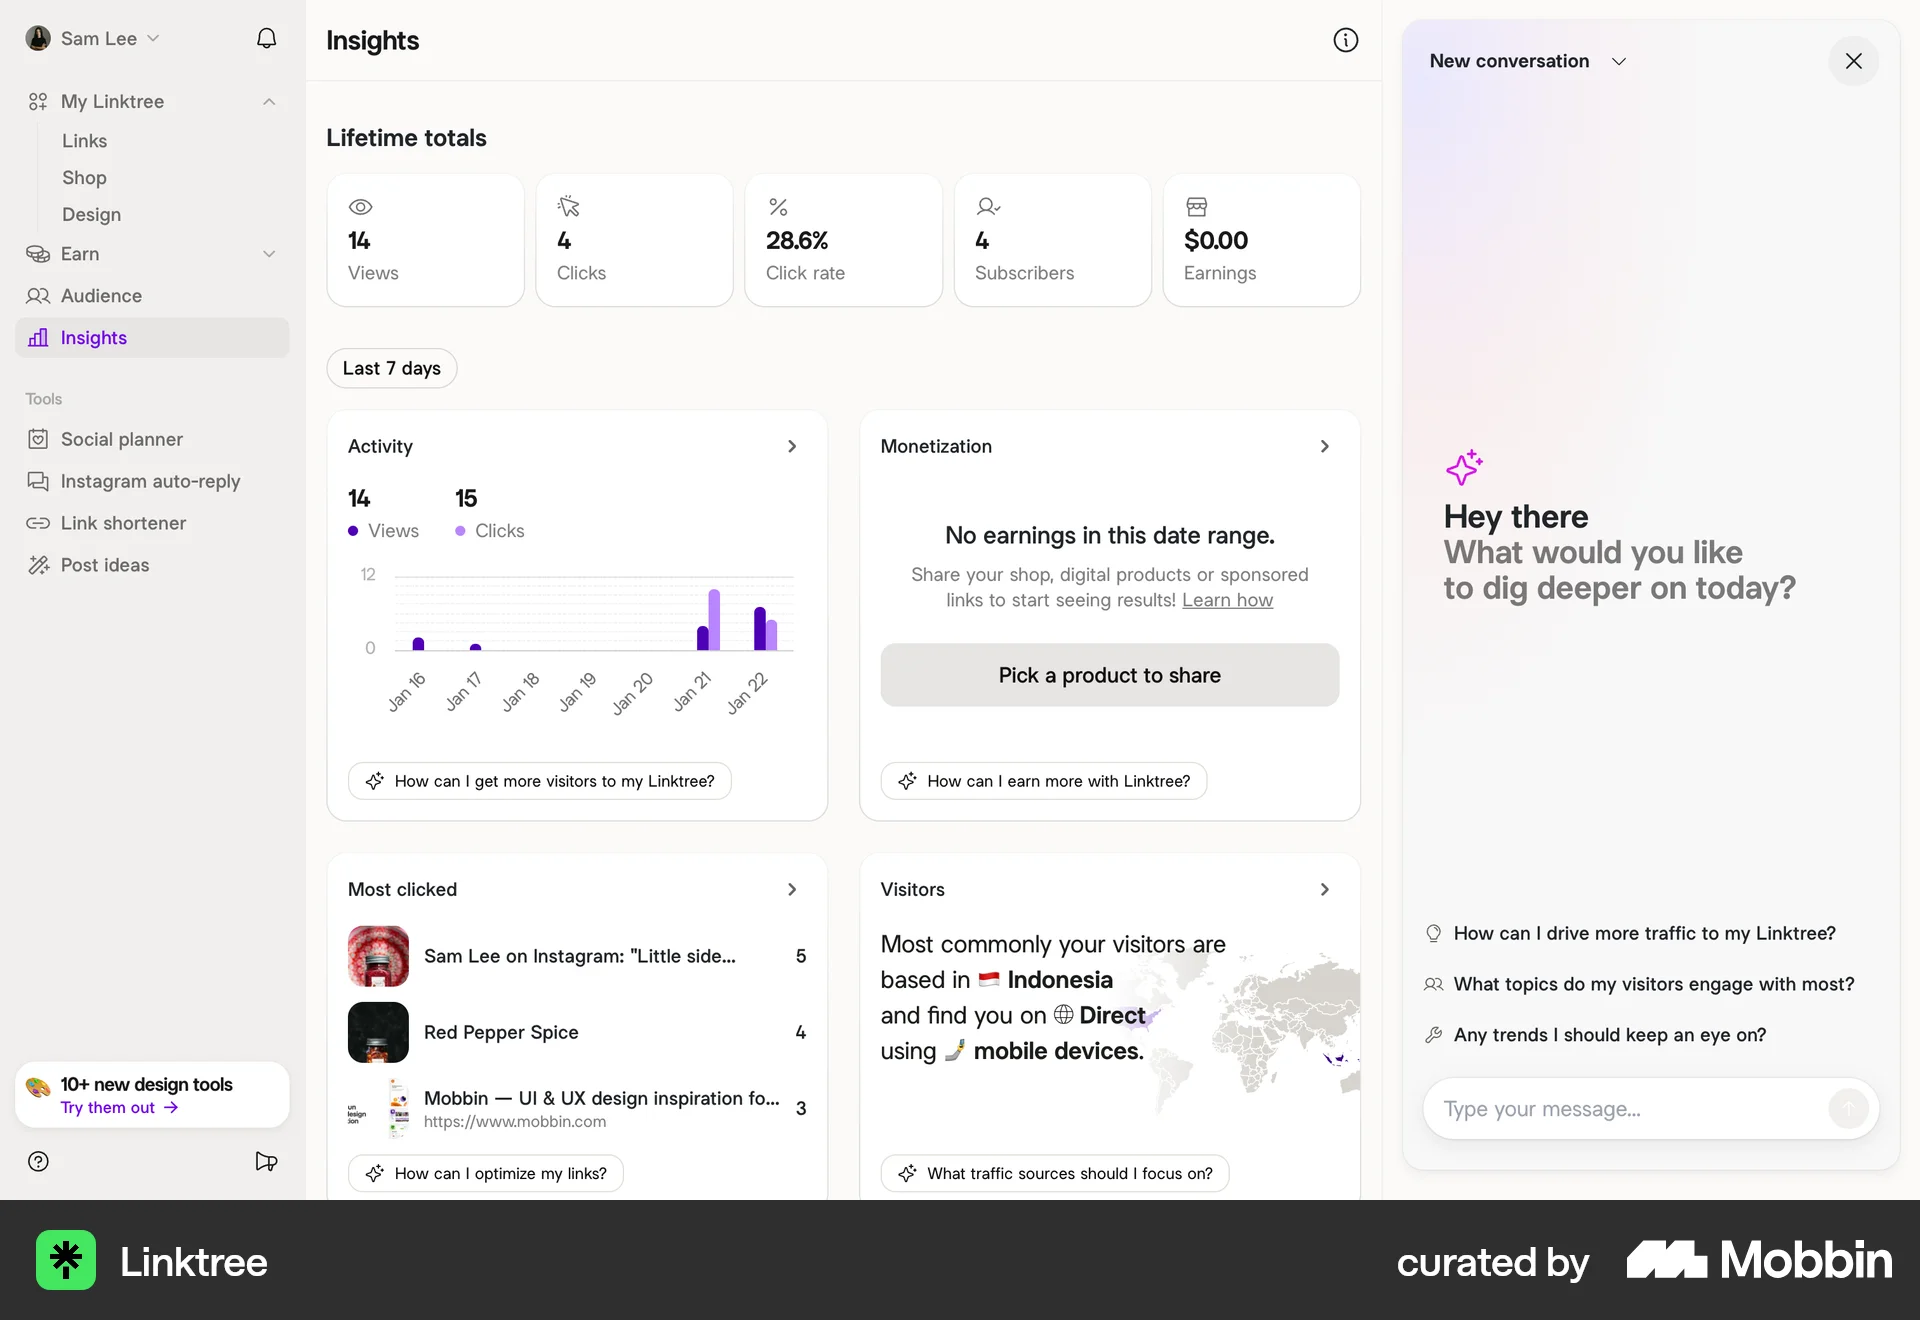 Sam Lee
My Linktree
Links
Shop
Design
Earn
Audience
Insights
Tools
Social planner
Instagram auto-reply
Link shortener
Post ideas
10+ new design tools
Try them out →
Insights
Lifetime totals
14
Views
4
Clicks
28.6%
Click rate
4
Subscribers
$0.00
Earnings
Last 7 days
Activity
14
Views
15
Clicks
12
0
Jan 16
Jan 17
Jan 18
Jan 19
Jan 20
Jan 21
Jan 22
How can I get more visitors to my Linktree?
Monetization
No earnings in this date range.
Share your shop, digital products or sponsored
links to start seeing results! Learn how
Pick a product to share
How can I earn more with Linktree?
Most clicked
Sam Lee on Instagram: "Little side...
5
Red Pepper Spice
4
Mobbin — UI & UX design inspiration fo...
https://www.mobbin.com
3
How can I optimize my links?
Visitors
Most commonly your visitors are
based in Indonesia
and find you on Direct
using mobile devices.
What traffic sources should I focus on?
New conversation
Hey there
What would you like
to dig deeper on today?
How can I drive more traffic to my Linktree?
What topics do my visitors engage with most?
Any trends I should keep an eye on?
Type your message...
Linktree
curated by
Mobbin